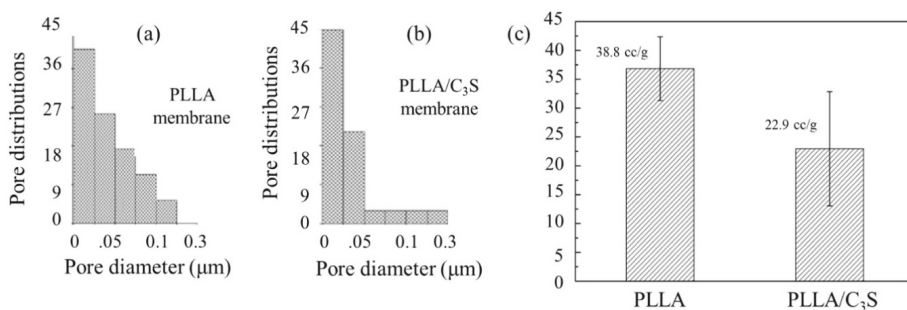 (a)
PLLA
membrane
Pore distributions
45
36
27
18
9
0
0 .05 0.1 0.3
Pore diameter (μm)
(b)
PLLA/C₃S
membrane
Pore distributions
45
36
27
18
9
0
0 .05 0.1 0.3
Pore diameter (μm)
(c)
45
40
35
30
25
20
15
10
5
0
38.8 cc/g
22.9 cc/g
PLLA PLLA/C₃S